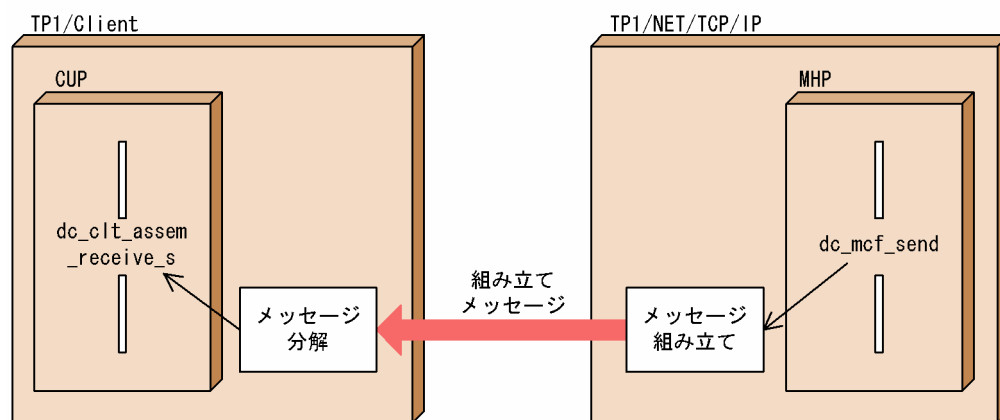 TP1/Client
TP1/NET/TCP/IP
CUP
MHP
dc_clt_assem
_receive_s
dc_mcf_send
組み立て
メッセージ
メッセージ
分解
メッセージ
組み立て